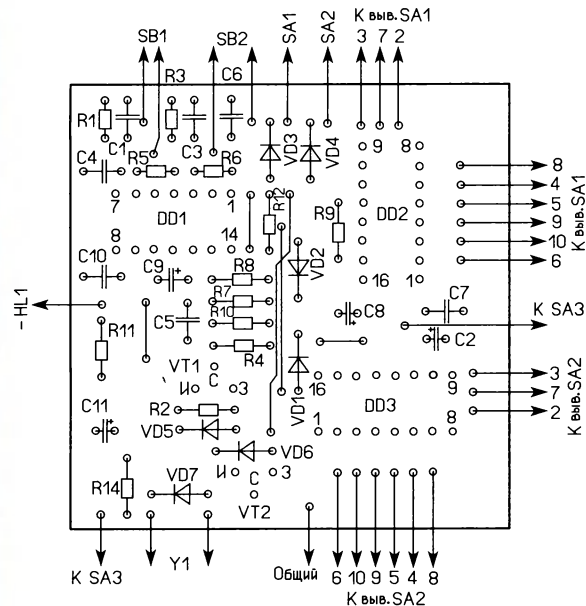 SB1
SB2
SA1
SA2
К выв. SA1
3 7 2
R3
C6
R1
C1
C3
VD3
VD4
9
8
C4
R5
R6
8
4
5
9
10
6
К выв. SA1
7
1
R12
R9
DD1
DD2
8
14
VD2
16
1
C10
C9
R8
C7
- HL1
R7
C8
К SA3
R10
C5
R11
C2
R4
VT1
C
И
3
VD1
16
9
3
7
2
К выв. SA2
C11
R2
1
DD3
8
VD5
VD6
И
C
3
VD7
R14
VT2
К SA3
Y1
Общий
6 10 9 5 4 8
К выв. SA2